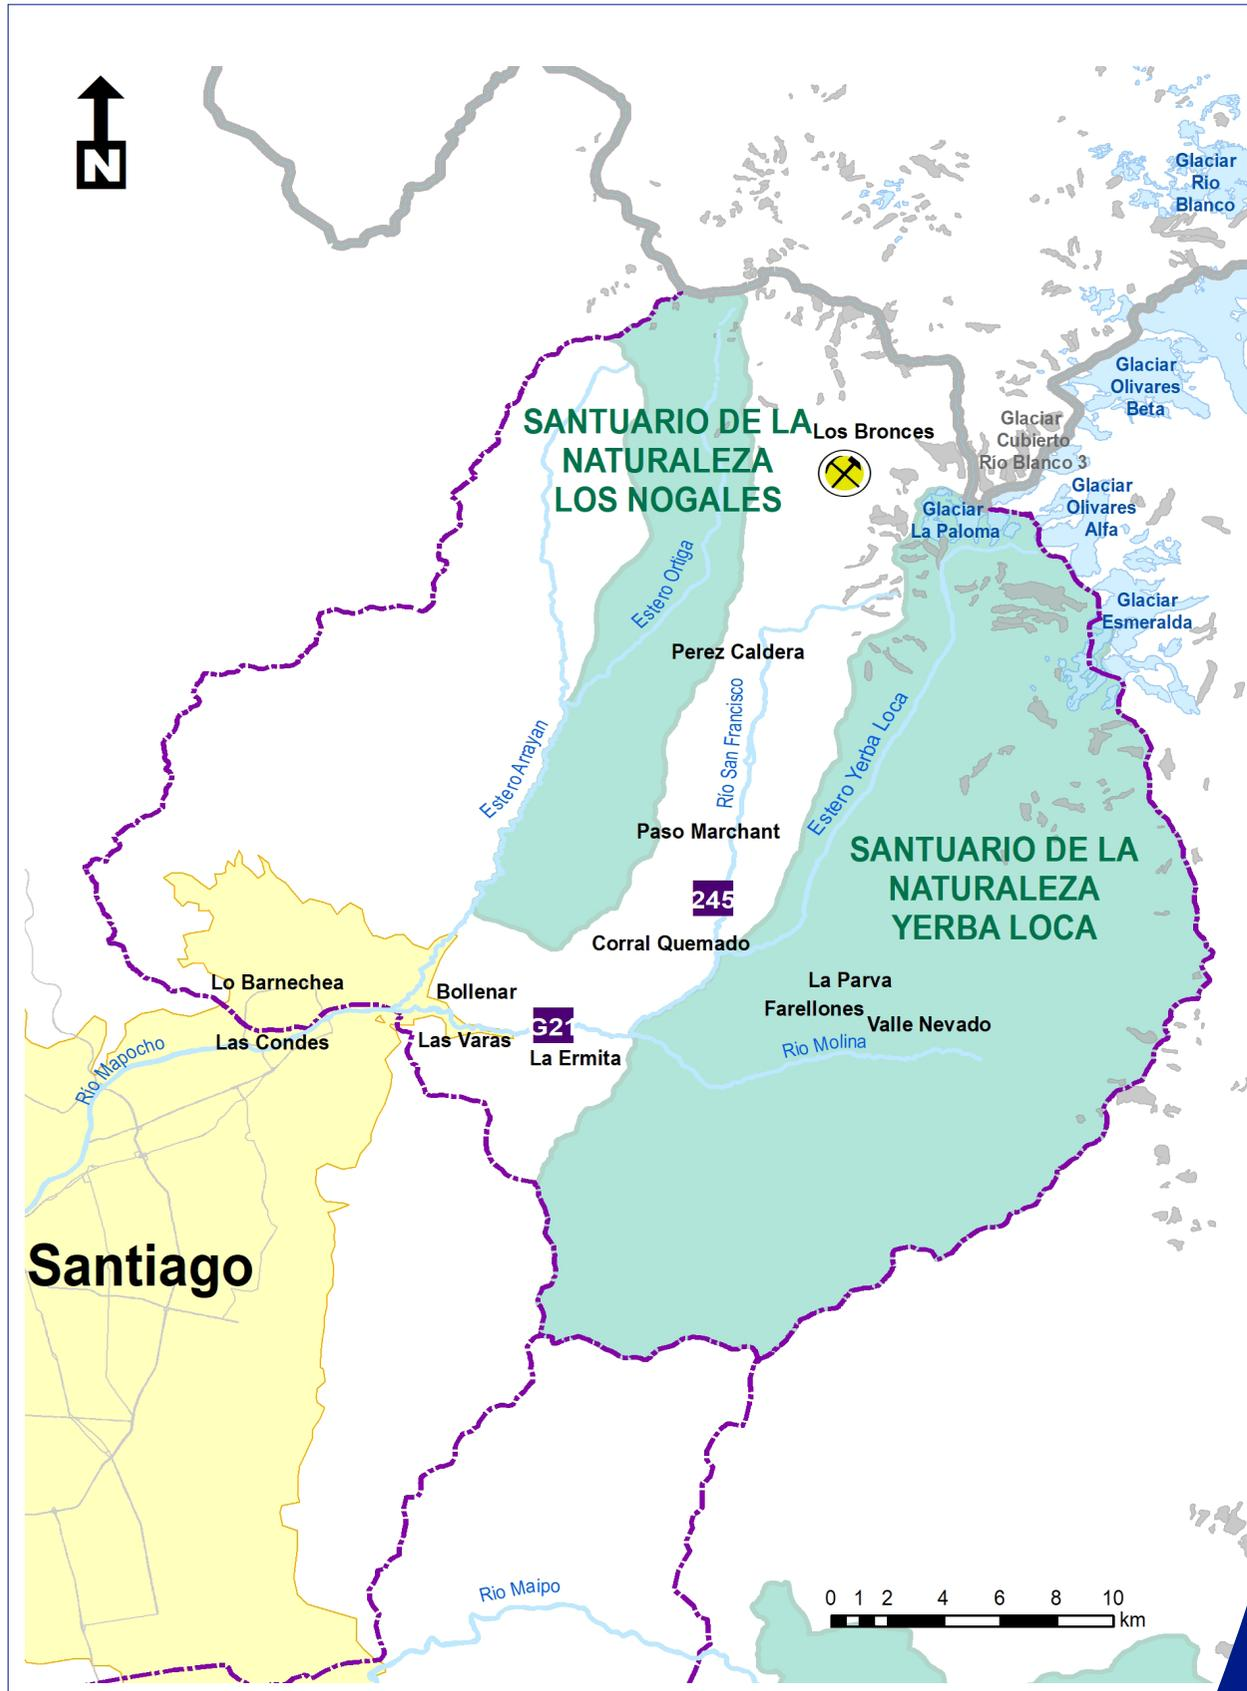 N
Glaciar
Rio
Blanco
Glaciar
Olivares
Beta
SANTUARIO DE LA
NATURALEZA
LOS NOGALES
Los Bronces
Glaciar
Cubierto
Rio Blanco 3
Glaciar
Olivares
Alfa
Glaciar
La Paloma
Glaciar
Esmeralda
Estero Ortiga
Perez Caldera
Rio San Francisco
Estero Yerba Loca
Estero Arrayan
Paso Marchant
SANTUARIO DE LA
NATURALEZA
YERBA LOCA
245
Corral Quemado
Lo Barnechea
Bollenar
La Parva
Farellones
Valle Nevado
G21
Las Condes
Las Varas
La Ermita
Rio Molina
Rio Mapocho
Santiago
Rio Maipo
0 1 2 4 6 8 10
km